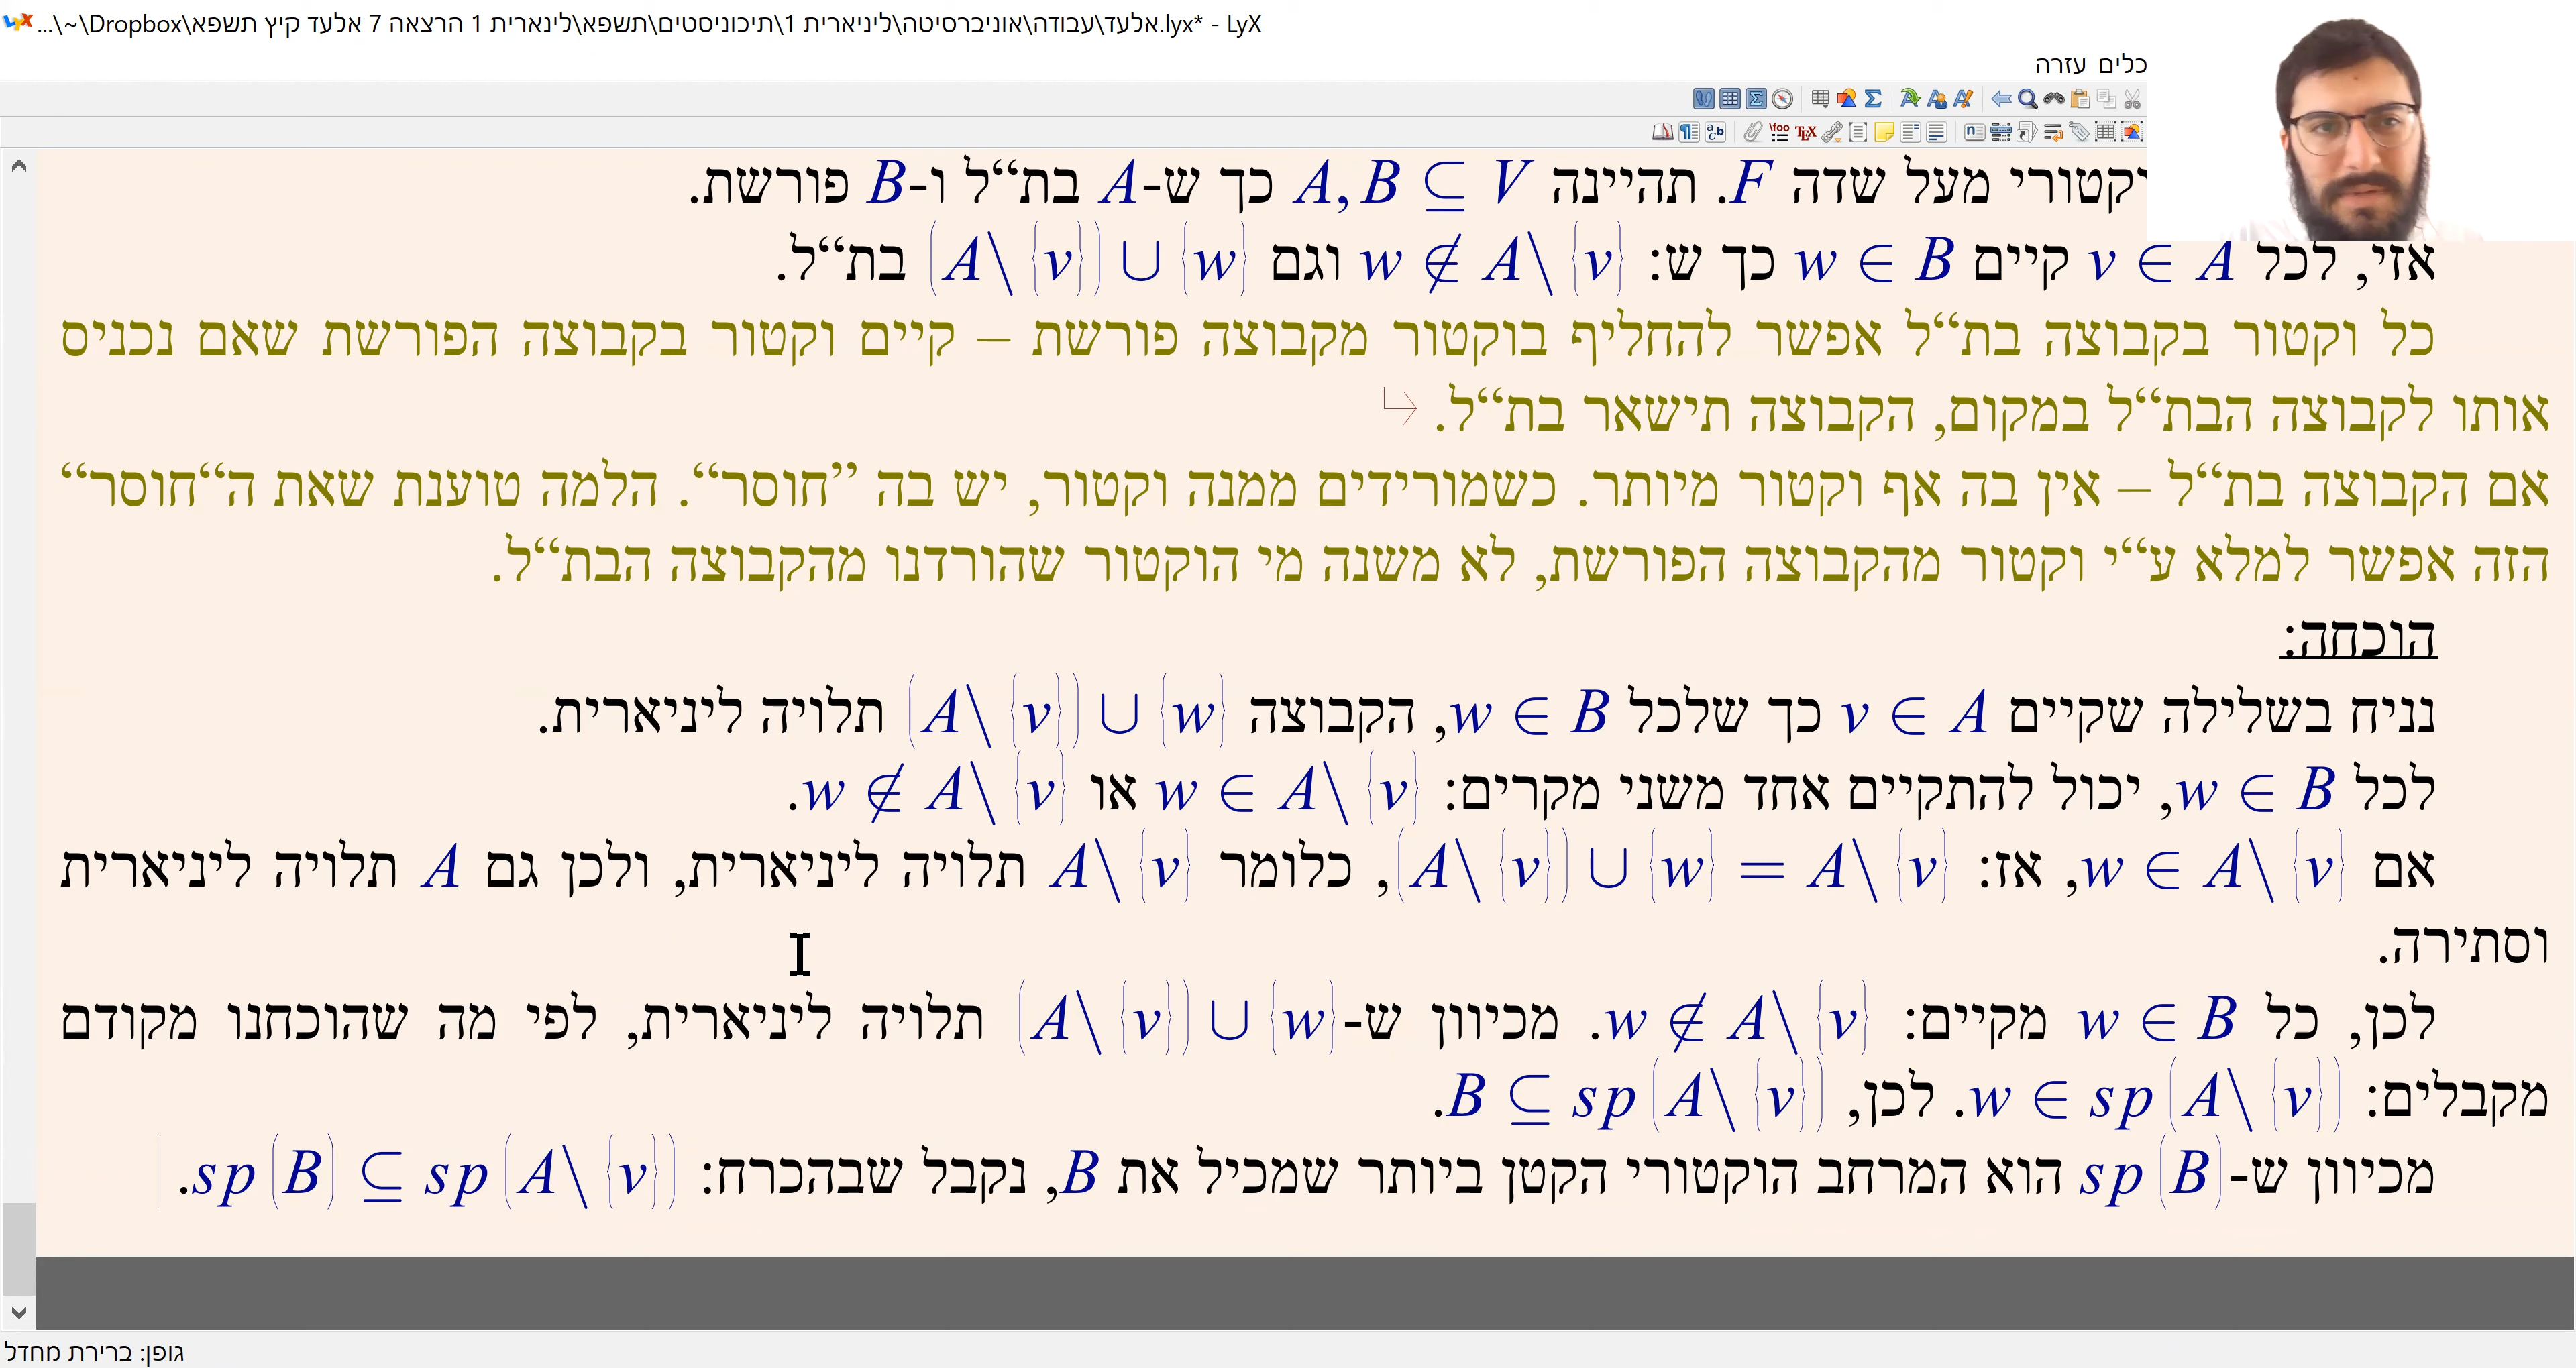 ...\~\Dropbox\אלעד\עבודה\אוניברסיטה\ליניארית 1\תיכוניסטים\תשפא\לינארית 1 הרצאה 7 אלעד קיץ תשפא.lyx* - LyX
כלים עזרה
וקטורי מעל שדה F. תהיינה A, B ⊆ V כך ש-A בת“ל ו-B פורשת.
אזי, לכל v ∈ A קיים w ∈ B כך ש: w ∉ A\ {v} וגם (A\ {v}) ∪ {w} בת“ל.
כל וקטור בקבוצה בת“ל אפשר להחליף בוקטור מקבוצה פורשת – קיים וקטור בקבוצה הפורשת שאם נכניס
אותו לקבוצה הבת“ל במקום, הקבוצה תישאר בת“ל.
אם הקבוצה בת“ל – אין בה אף וקטור מיותר. כשמורידים ממנה וקטור, יש בה ”חוסר“. הלמה טוענת שאת ה“חוסר“
הזה אפשר למלא ע“י וקטור מהקבוצה הפורשת, לא משנה מי הוקטור שהורדנו מהקבוצה הבת“ל.
הוכחה:
נניח בשלילה שקיים v ∈ A כך שלכל w ∈ B, הקבוצה (A\ {v}) ∪ {w} תלויה ליניארית.
לכל w ∈ B, יכול להתקיים אחד משני מקרים: w ∈ A\ {v} או w ∉ A\ {v}.
אם w ∈ A\ {v}, אז: (A\ {v}) ∪ {w} = A\ {v}, כלומר A\ {v} תלויה ליניארית, ולכן גם A תלויה ליניארית
וסתירה.
לכן, כל w ∈ B מקיים: w ∉ A\ {v}. מכיוון ש-(A\ {v}) ∪ {w} תלויה ליניארית, לפי מה שהוכחנו מקודם
מקבלים: w ∈ sp (A\ {v}). לכן, B ⊆ sp (A\ {v}).
מכיוון ש-sp (B) הוא המרחב הוקטורי הקטן ביותר שמכיל את B, נקבל שבהכרח: sp (B) ⊆ sp (A\ {v}).
גופן: ברירת מחדל